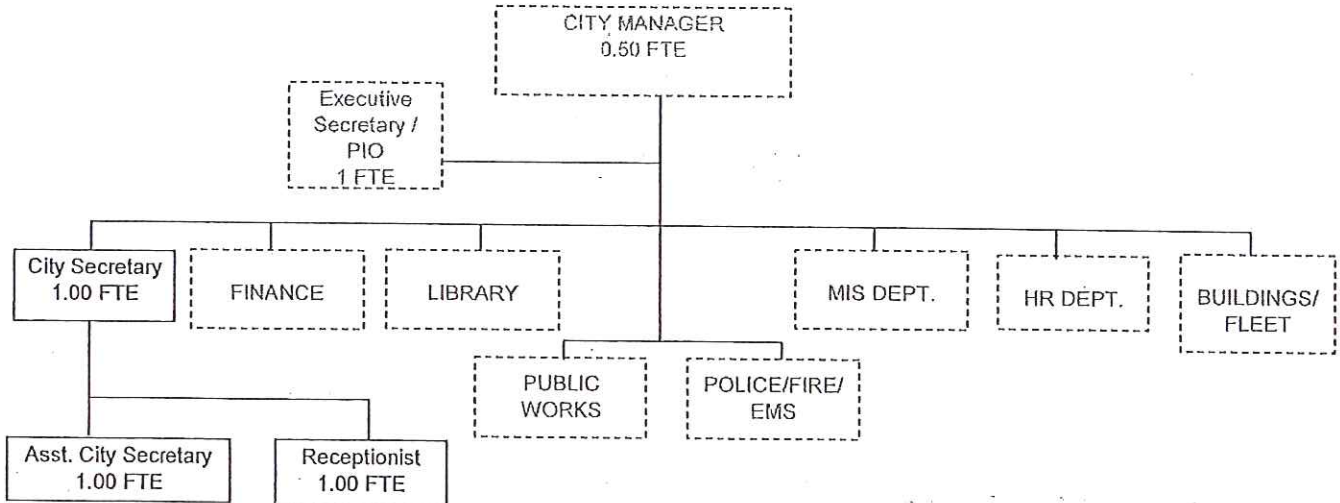 CITY MANAGER
0.50 FTE
Executive
Secretary /
PIO
1 FTE
City Secretary
1.00 FTE
FINANCE
LIBRARY
MIS DEPT.
HR DEPT.
BUILDINGS/
FLEET
PUBLIC
WORKS
POLICE/FIRE/
EMS
Asst. City Secretary
1.00 FTE
Receptionist
1.00 FTE